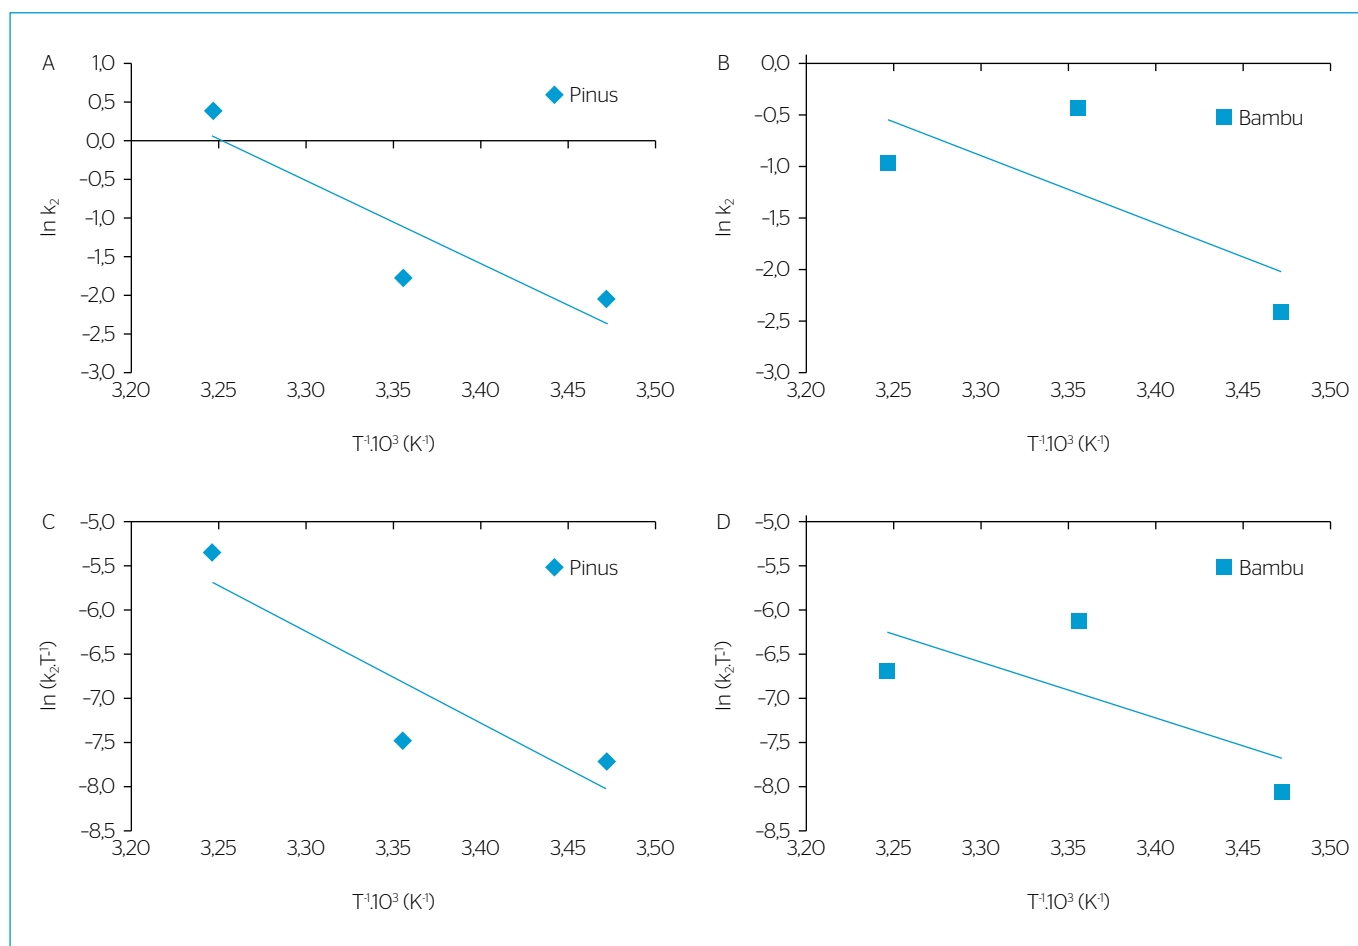 A
1,0
0,5
0,0
–0,5
–1,0
–1,5
–2,0
–2,5
–3,0
ln k₂
Pinus
3,20 3,25 3,30 3,35 3,40 3,45 3,50
T⁻¹.10³ (K⁻¹)
B
0,0
–0,5
–1,0
–1,5
–2,0
–2,5
–3,0
ln k₂
Bambu
3,20 3,25 3,30 3,35 3,40 3,45 3,50
T⁻¹.10³ (K⁻¹)
C
–5,0
–5,5
–6,0
–6,5
–7,0
–7,5
–8,0
–8,5
ln (k₂.T⁻¹)
Pinus
3,20 3,25 3,30 3,35 3,40 3,45 3,50
T⁻¹.10³ (K⁻¹)
D
–5,0
–5,5
–6,0
–6,5
–7,0
–7,5
–8,0
–8,5
ln (k₂.T⁻¹)
Bambu
3,20 3,25 3,30 3,35 3,40 3,45 3,50
T⁻¹.10³ (K⁻¹)